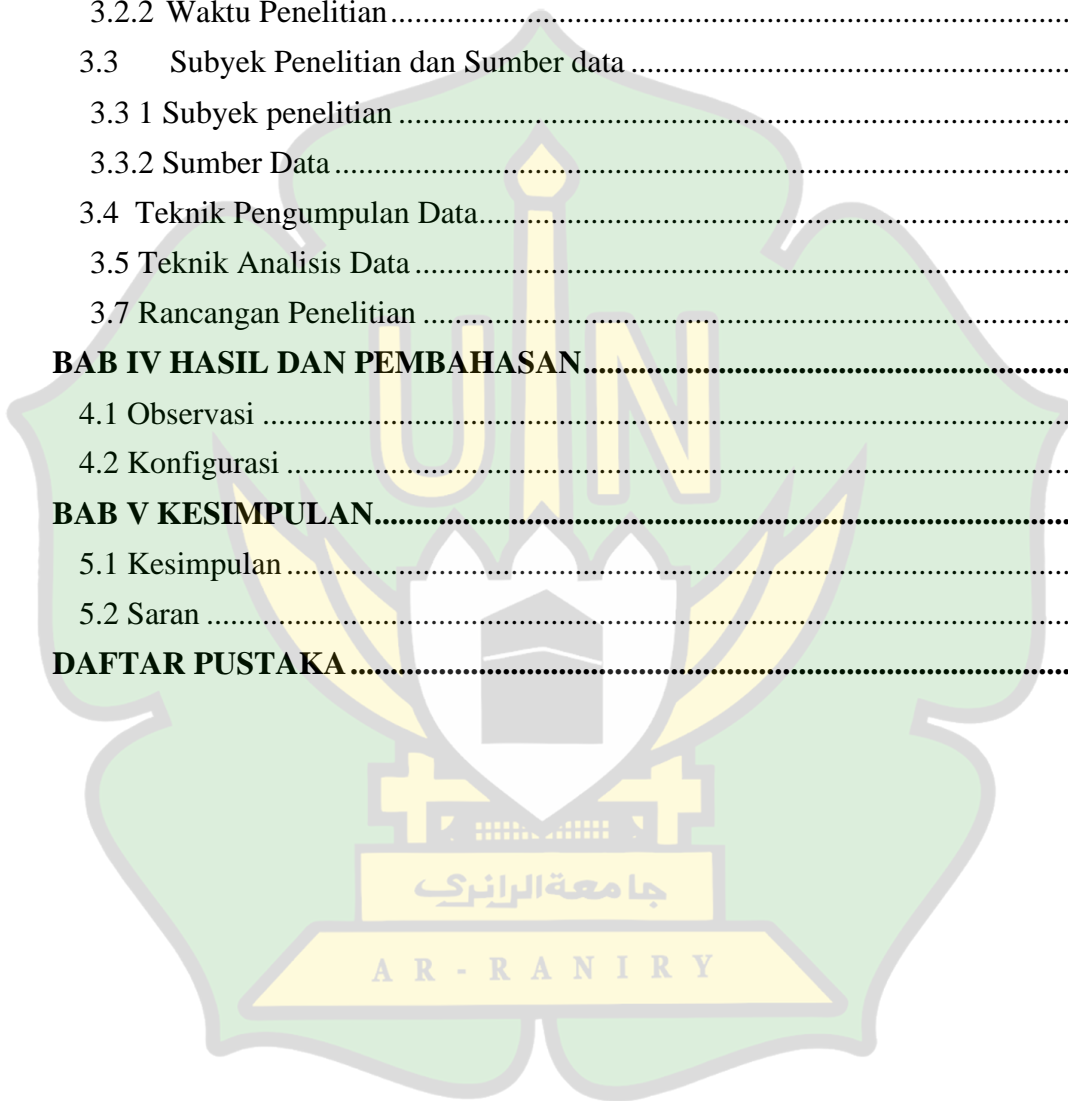 3.2.2 Waktu Penelitian........................................................
3.3 Subyek Penelitian dan Sumber data........................................................
3.3 1 Subyek penelitian........................................................
3.3.2 Sumber Data........................................................
3.4 Teknik Pengumpulan Data........................................................
3.5 Teknik Analisis Data........................................................
3.7 Rancangan Penelitian........................................................
BAB IV HASIL DAN PEMBAHASAN........................................................
4.1 Observasi........................................................
4.2 Konfigurasi........................................................
BAB V KESIMPULAN........................................................
5.1 Kesimpulan........................................................
5.2 Saran........................................................
DAFTAR PUSTAKA........................................................
UIN
جامعةالرانري
AR-RANIRY